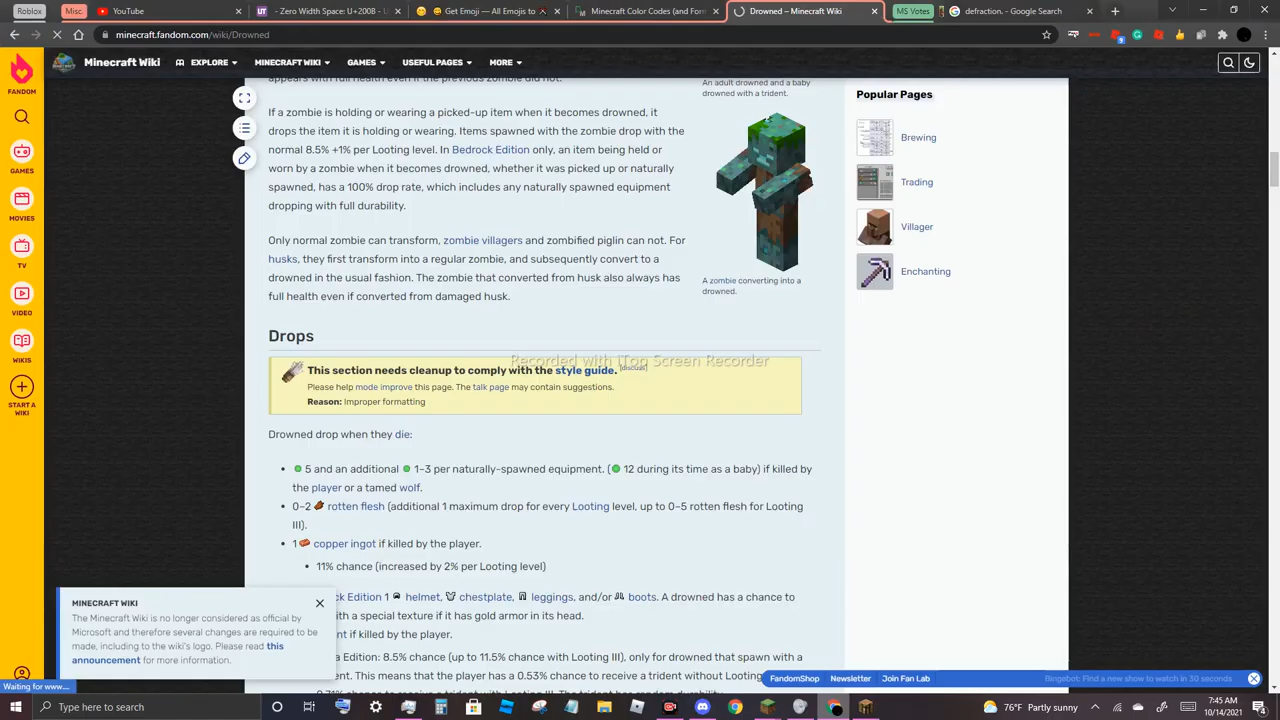 Roblox
YouTube
- Zero Width Space: U+200B - U
Get Emoji — All Emojis to
Minecraft Color Codes (and Form
Drowned – Minecraft Wiki
MS Votes
defraction. - Google Search
minecraft.fandom.com/wiki/Drowned
Minecraft Wiki
EXPLORE
MINECRAFT WIKI
GAMES
USEFUL PAGES
MORE
FANDOM
GAMES
MOVIES
TV
VIDEO
WIKIS
START A
WIKI
appears with full health even if the previous zombie did not.
If a zombie is holding or wearing a picked-up item when it becomes drowned, it
drops the item it is holding or wearing. Items spawned with the zombie drop with the
normal 8.5% +1% per Looting level. In Bedrock Edition only, an item being held or
worn by a zombie when it becomes drowned, whether it was picked up or naturally
spawned, has a 100% drop rate, which includes any naturally spawned equipment
dropping with full durability.
Only normal zombie can transform, zombie villagers and zombified piglin can not. For
husks, they first transform into a regular zombie, and subsequently convert to a
drowned in the usual fashion. The zombie that converted from husk also always has
full health even if converted from damaged husk.
An adult drowned and a baby
drowned with a trident.
A zombie converting into a
drowned.
Popular Pages
Brewing
Trading
Villager
Enchanting
Drops
Recorded with iTop Screen Recorder
This section needs cleanup to comply with the style guide. [discuss]
Please help mode improve this page. The talk page may contain suggestions.
Reason: Improper formatting
Drowned drop when they die:
5 and an additional 1–3 per naturally-spawned equipment. (12 during its time as a baby) if killed by
the player or a tamed wolf.
0–2 rotten flesh (additional 1 maximum drop for every Looting level, up to 0–5 rotten flesh for Looting
III),
1 copper ingot if killed by the player.
11% chance (increased by 2% per Looting level)
ck Edition 1 helmet, chestplate, leggings, and/or boots. A drowned has a chance to
with a special texture if it has gold armor in its head.
nt if killed by the player.
a Edition: 8.5% chance (up to 11.5% chance with Looting III), only for drowned that spawn with a
nt. This means that the player has a 0.53% chance to receive a trident without Looting
MINECRAFT WIKI
The Minecraft Wiki is no longer considered as official by
Microsoft and therefore several changes are required to be
made, including to the wiki's logo. Please read this
announcement for more information.
FandomShop
Newsletter
Join Fan Lab
Bingebot: Find a new show to watch in 30 seconds
Waiting for www....
Type here to search
76°F Partly sunny
7:45 AM
10/14/2021